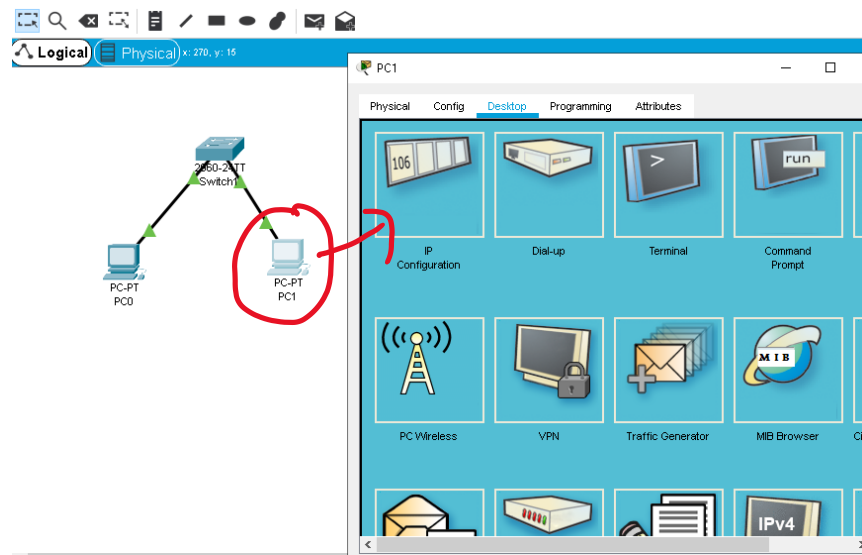 Logical
Physical
x: 270, y: 15
PC1
Physical
Config
Desktop
Programming
Attributes
2960-24TT
Switch1
PC-PT
PC0
PC-PT
PC1
106
IP
Configuration
Dial-up
>
Terminal
run
Command
Prompt
PC Wireless
VPN
Traffic Generator
MIB
MIB Browser
Ci
IPv4